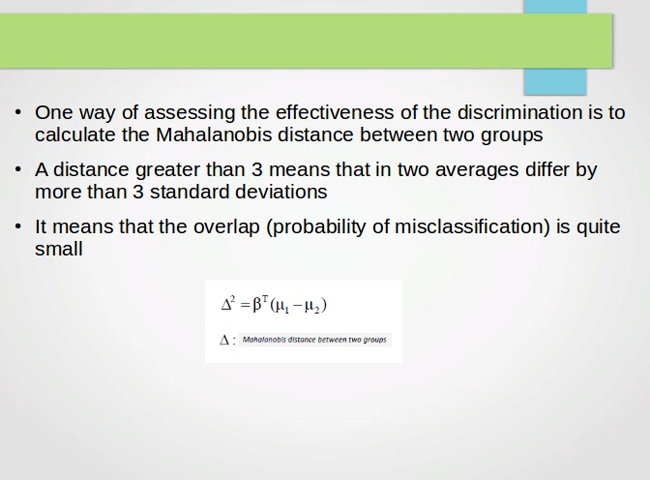 • One way of assessing the effectiveness of the discrimination is to
calculate the Mahalanobis distance between two groups
• A distance greater than 3 means that in two averages differ by
more than 3 standard deviations
• It means that the overlap (probability of misclassification) is quite
small
Δ² = βᵀ(μ₁ − μ₂)
Δ : Mahalanobis distance between two groups